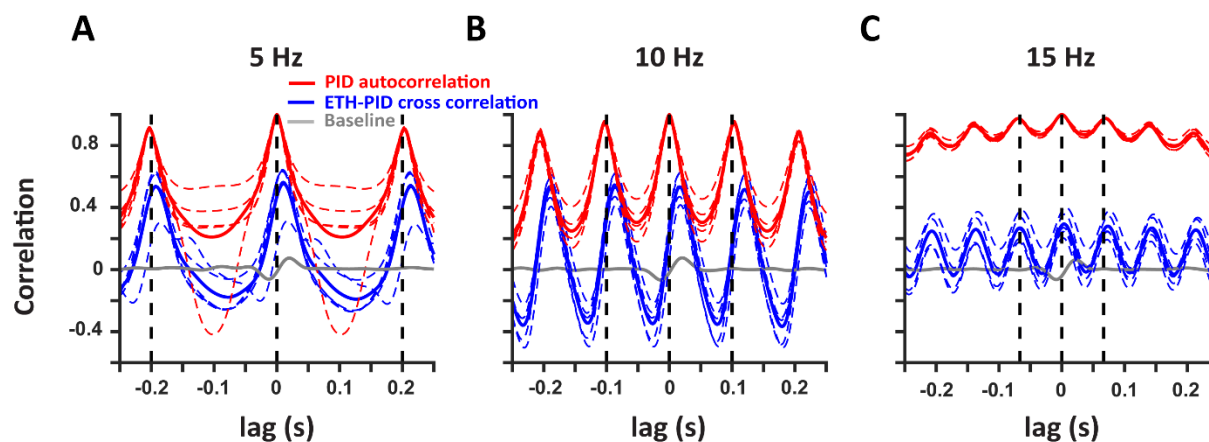 A
B
C
5 Hz
10 Hz
15 Hz
PID autocorrelation
ETH-PID cross correlation
Baseline
Correlation
0.8
0.4
0
-0.4
-0.2
-0.1
0
0.1
0.2
-0.2
-0.1
0
0.1
0.2
-0.2
-0.1
0
0.1
0.2
lag (s)
lag (s)
lag (s)